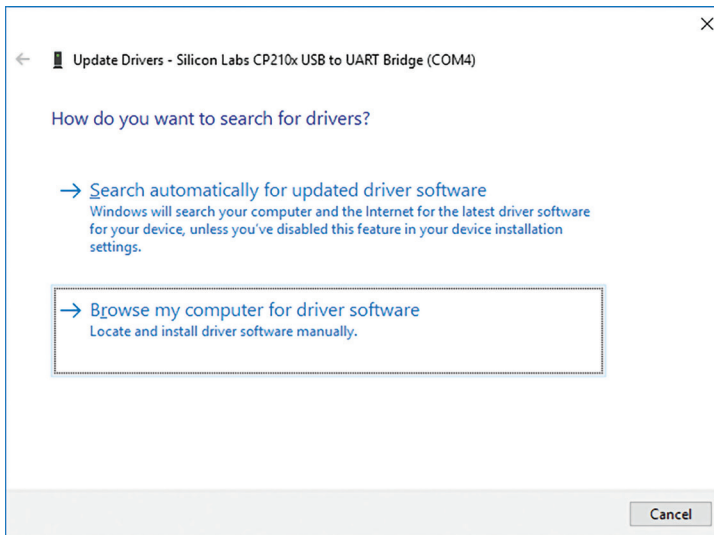 Update Drivers - Silicon Labs CP210x USB to UART Bridge (COM4)
How do you want to search for drivers?
Search automatically for updated driver software
Windows will search your computer and the Internet for the latest driver software
for your device, unless you've disabled this feature in your device installation
settings.
Browse my computer for driver software
Locate and install driver software manually.
Cancel